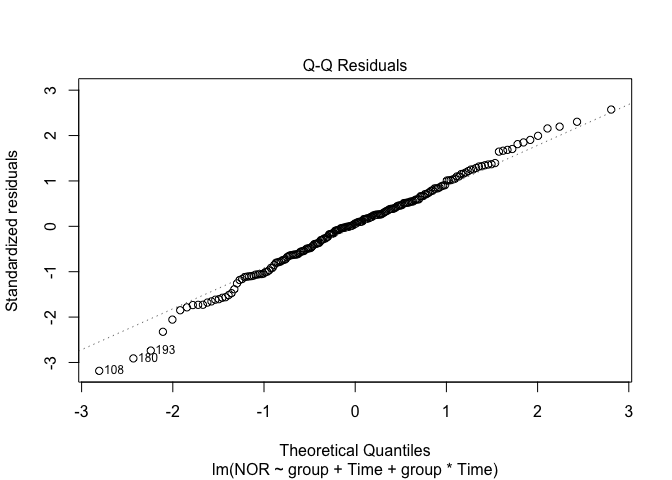 Q-Q Residuals
Standardized residuals
3
2
1
0
-1
-2
-3
193
180
108
-3 -2 -1 0 1 2 3
Theoretical Quantiles
lm(NOR ~ group + Time + group * Time)